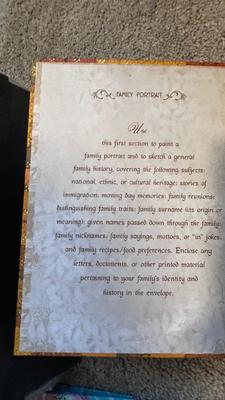 FAMILY PORTRAIT
Use
this first section to paint a
family portrait and to sketch a general
family history, covering the following subjects:
national, ethnic, or cultural heritage; stories of
immigration; moving day memories; family reunions;
distinguishing family traits; family surname (its origin or
meaning); given names passed down through the family;
family nicknames; family sayings, mottoes, or "in" jokes;
and family recipes/food preferences. Enclose any
letters, documents, or other printed material
pertaining to your family's identity and
history in the envelope.